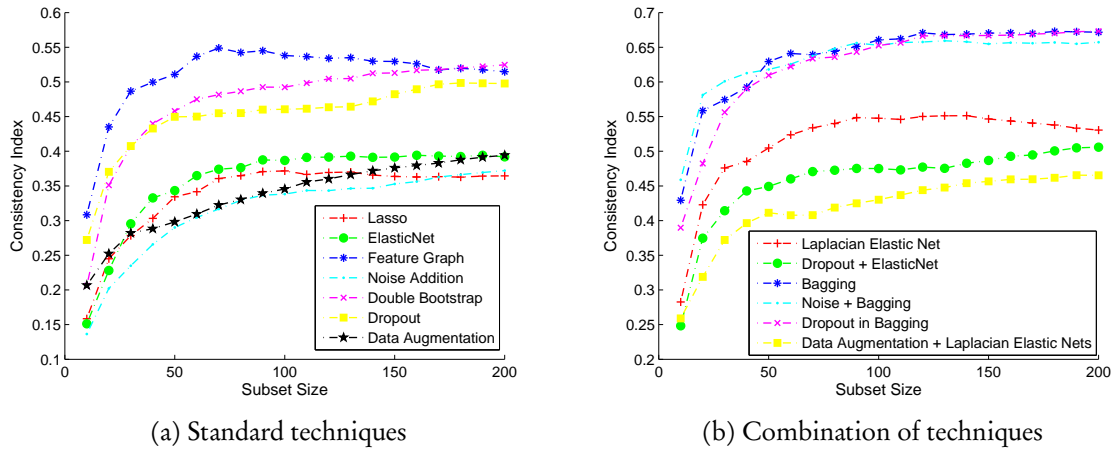 0.6
0.55
0.5
0.45
0.4
0.35
0.3
0.25
0.2
0.15
0.1
Consistency Index
0
50
100
150
200
Subset Size
Lasso
ElasticNet
Feature Graph
Noise Addition
Double Bootstrap
Dropout
Data Augmentation
(a) Standard techniques
0.7
0.65
0.6
0.55
0.5
0.45
0.4
0.35
0.3
0.25
0.2
Consistency Index
0
50
100
150
200
Subset Size
Laplacian Elastic Net
Dropout + ElasticNet
Bagging
Noise + Bagging
Dropout in Bagging
Data Augmentation + Laplacian Elastic Nets
(b) Combination of techniques